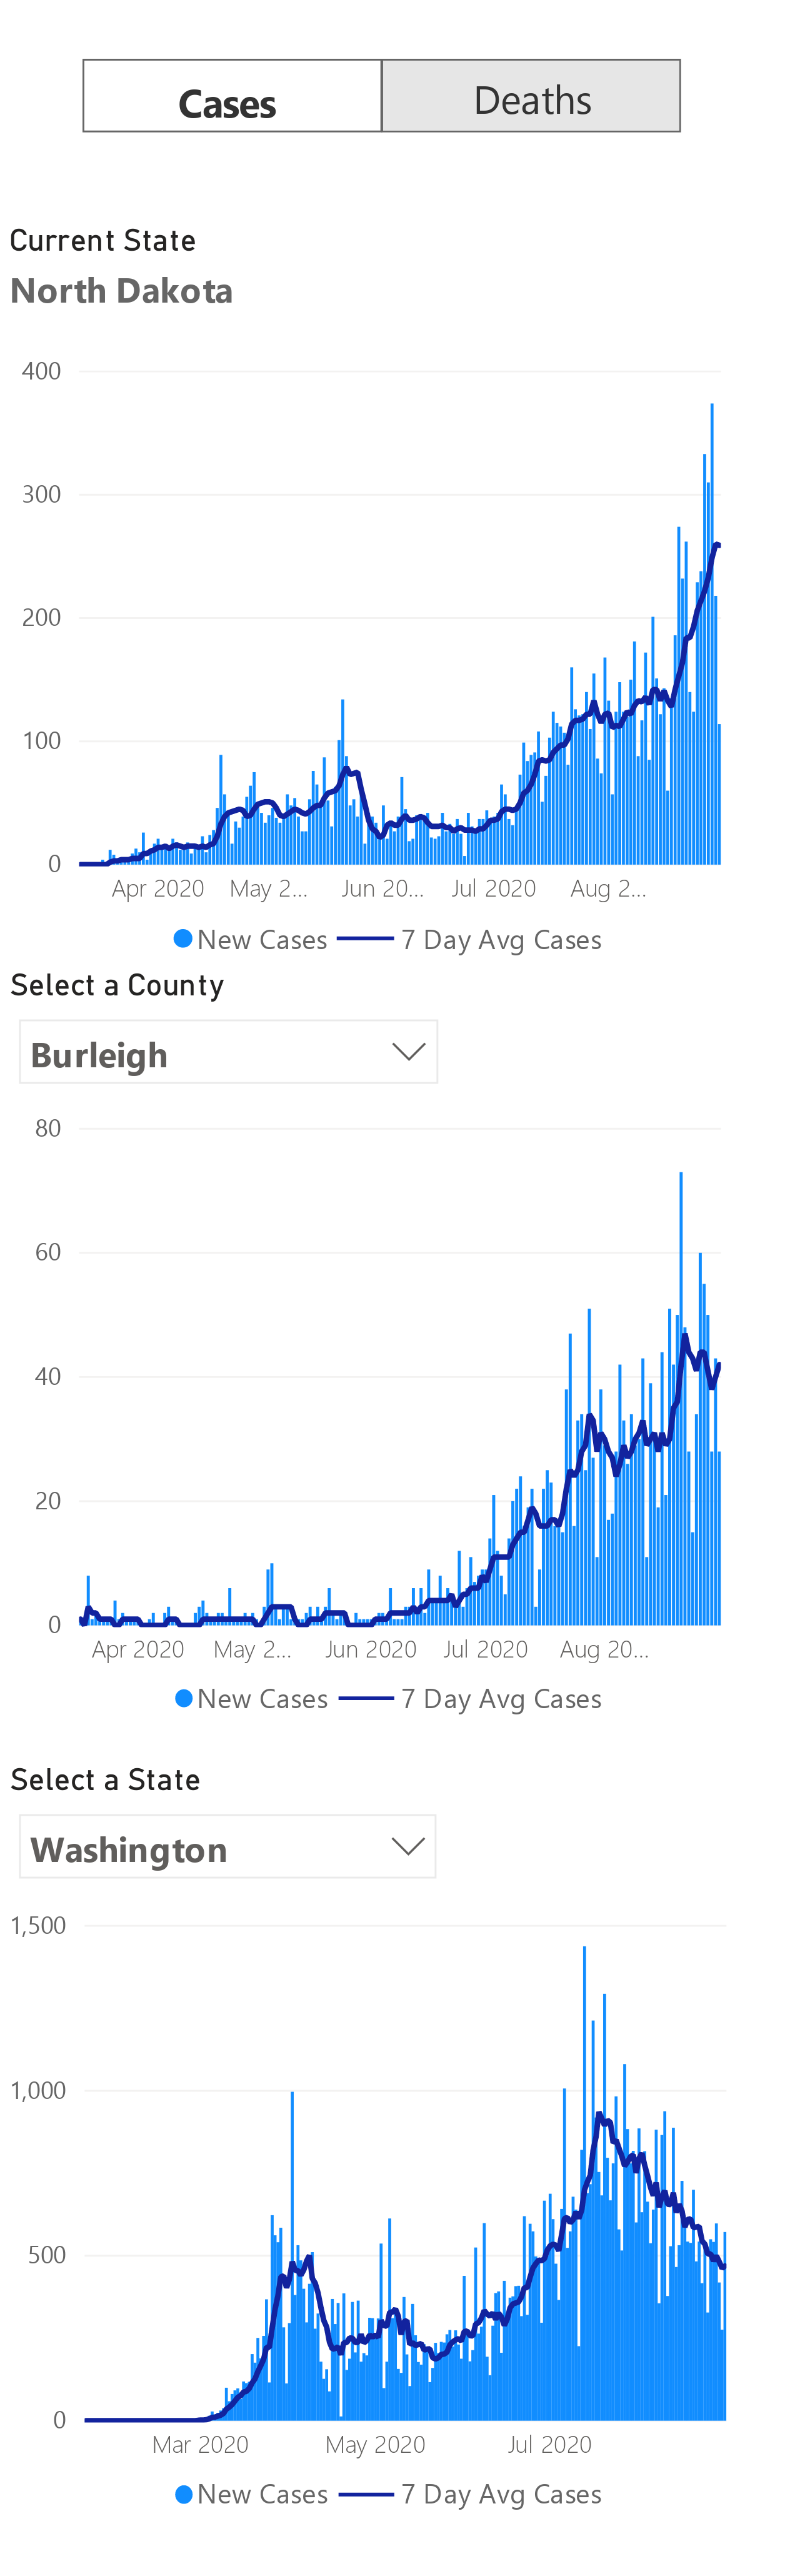 Cases Deaths
Current State
North Dakota
400
300
200
100
0
Apr 2020 May 2... Jun 20... Jul 2020 Aug 2...
New Cases 7 Day Avg Cases
Select a County
Burleigh
80
60
40
20
0
Apr 2020 May 2... Jun 2020 Jul 2020 Aug 20...
New Cases 7 Day Avg Cases
Select a State
Washington
1,500
1,000
500
0
Mar 2020 May 2020 Jul 2020
New Cases 7 Day Avg Cases